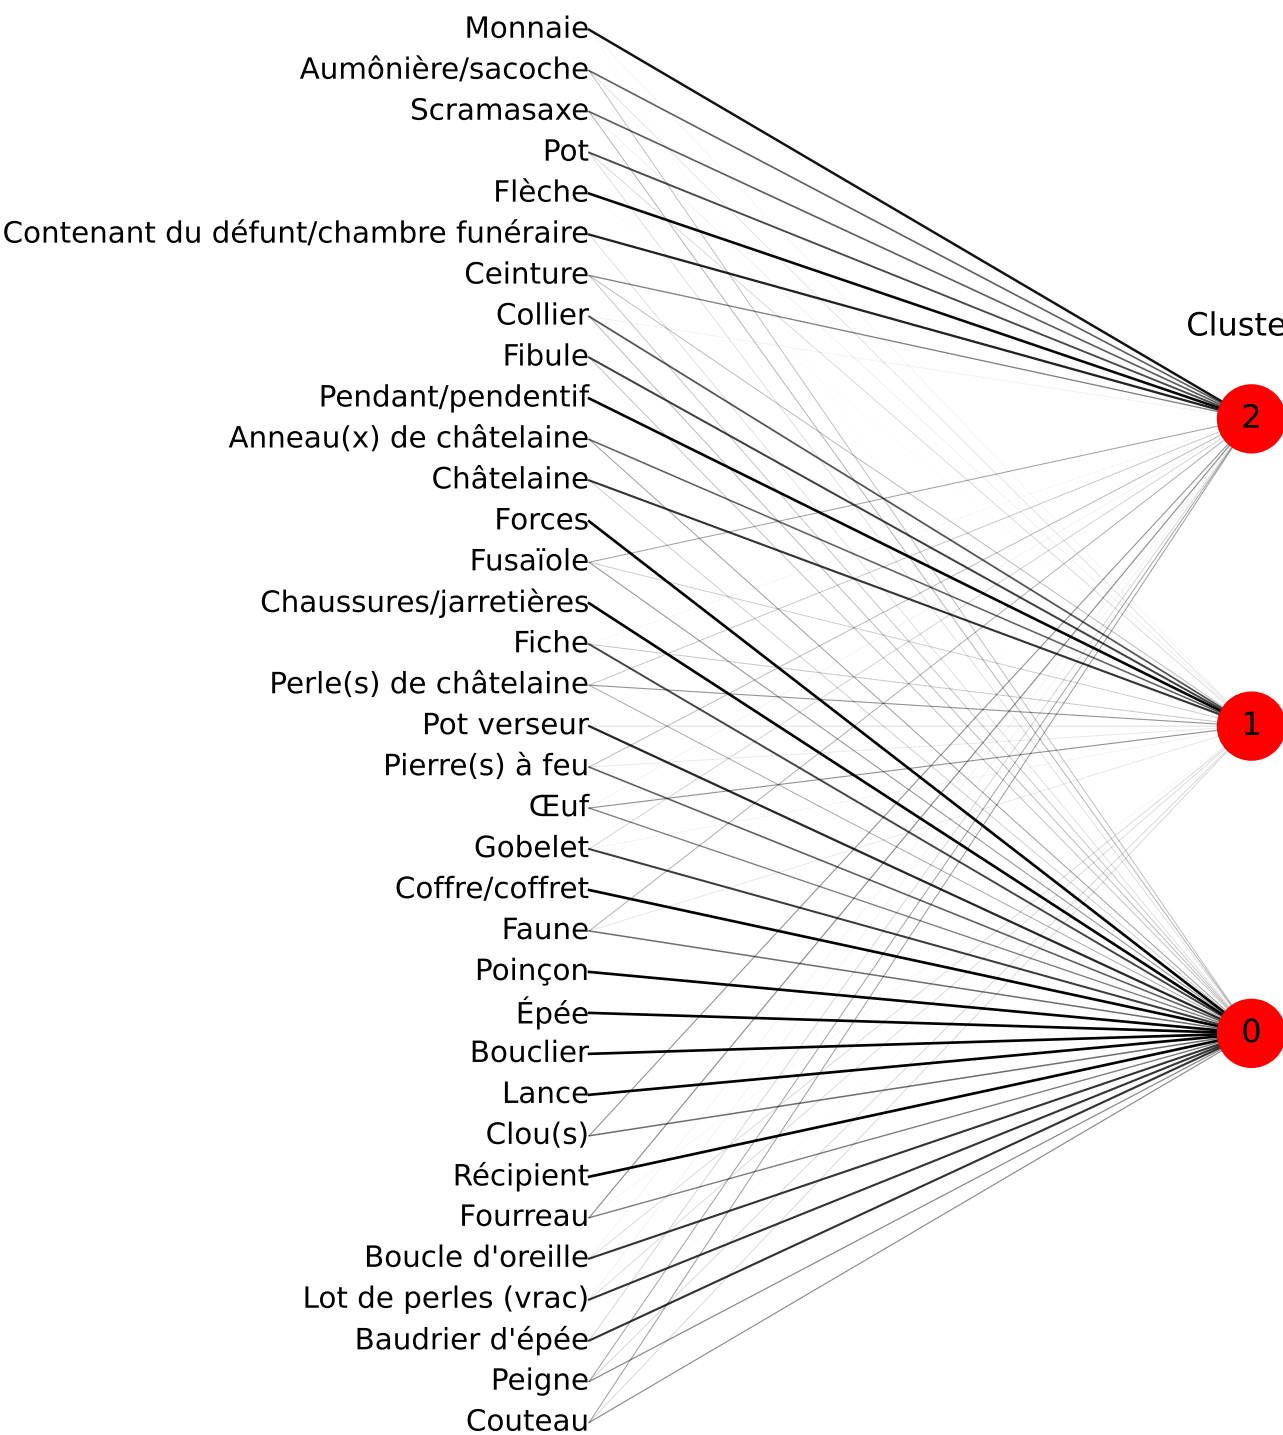 Monnaie
Aumônière/sacoche
Scramasaxe
Pot
Flèche
Contenant du défunt/chambre funéraire
Ceinture
Collier
Cluste
Fibule
Pendant/pendentif
2
Anneau(x) de châtelaine
Châtelaine
Forces
Fusaïole
Chaussures/jarretières
Fiche
Perle(s) de châtelaine
Pot verseur
1
Pierre(s) à feu
Œuf
Gobelet
Coffre/coffret
Faune
Poinçon
Épée
0
Bouclier
Lance
Clou(s)
Récipient
Fourreau
Boucle d'oreille
Lot de perles (vrac)
Baudrier d'épée
Peigne
Couteau